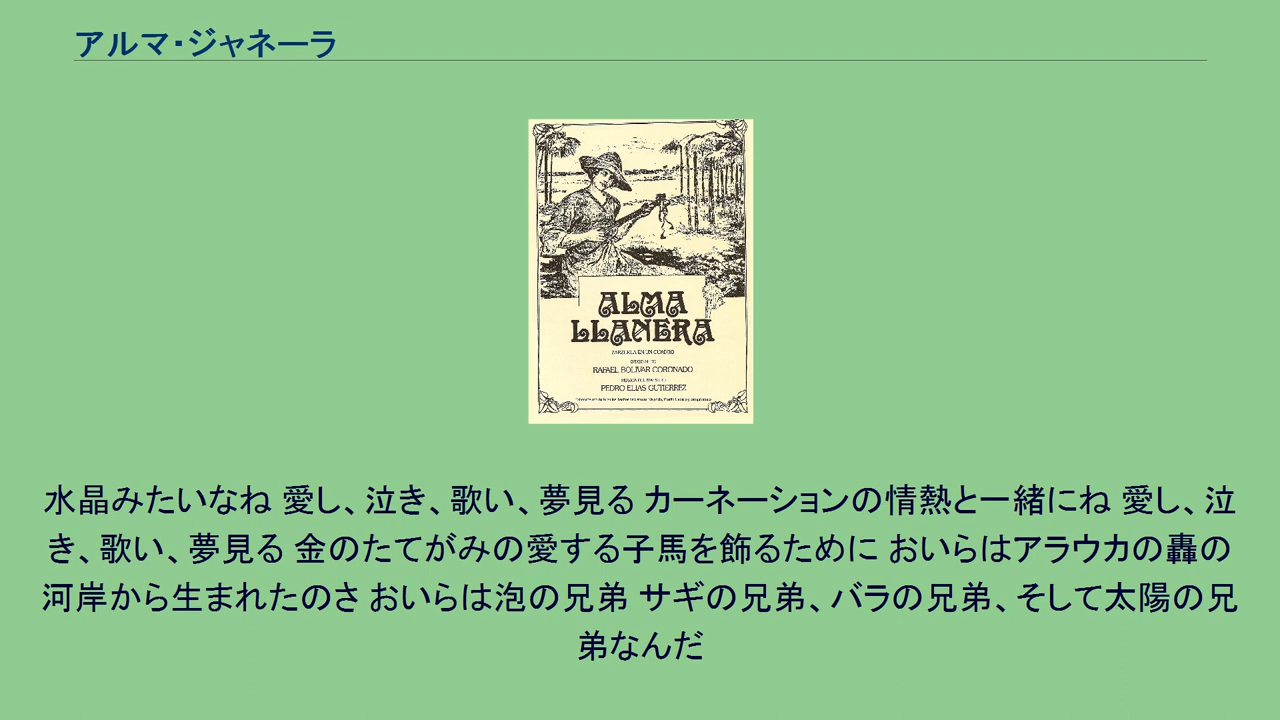 アルマ・ジャネーラ
ALMA
LLANERA
ZARZUELA EN UN CUADRO
RAFAEL BOLIVAR CORONADO
PEDRO ELIAS GUTIERREZ
水晶みたいなね 愛し、泣き、歌い、夢見る カーネーションの情熱と一緒にね 愛し、泣
き、歌い、夢見る 金のたてがみの愛する子馬を飾るために おいらはアラウカの轟の
河岸から生まれたのさ おいらは泡の兄弟 サギの兄弟、バラの兄弟、そして太陽の兄
弟なんだ